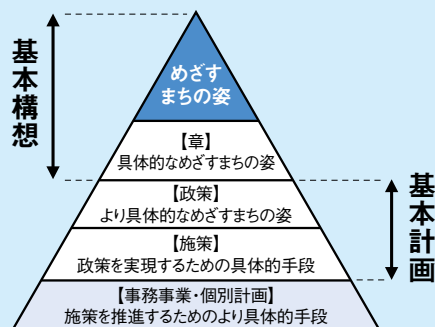 基本構想
めざす
まちの姿
【章】
具体的なめざすまちの姿
【政策】
より具体的なめざすまちの姿
【施策】
政策を実現するための具体的手段
【事務事業・個別計画】
施策を推進するためのより具体的手段
基本計画